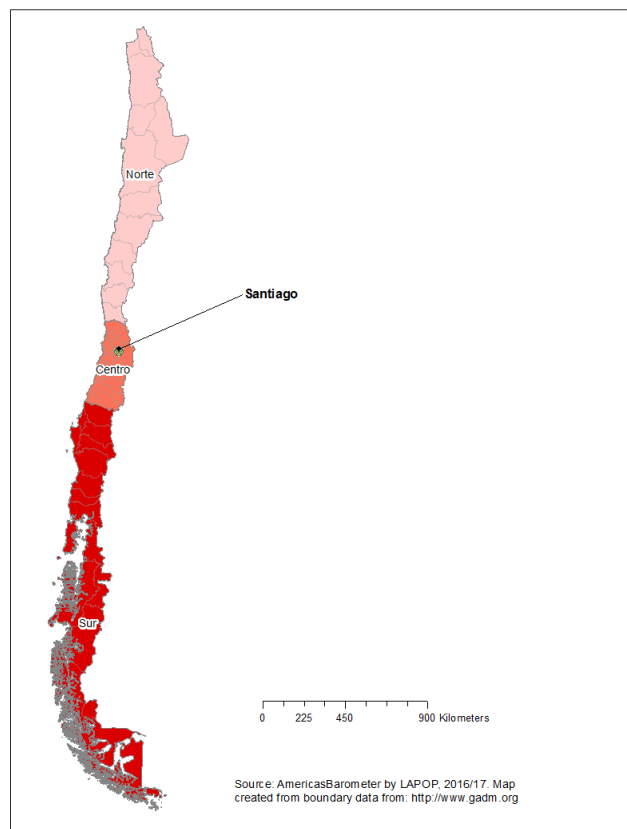 Norte
Santiago
Centro
Sur
0 225 450 900 Kilometers
Source: AmericasBarometer by LAPOP, 2016/17. Map
created from boundary data from: http://www.gadm.org